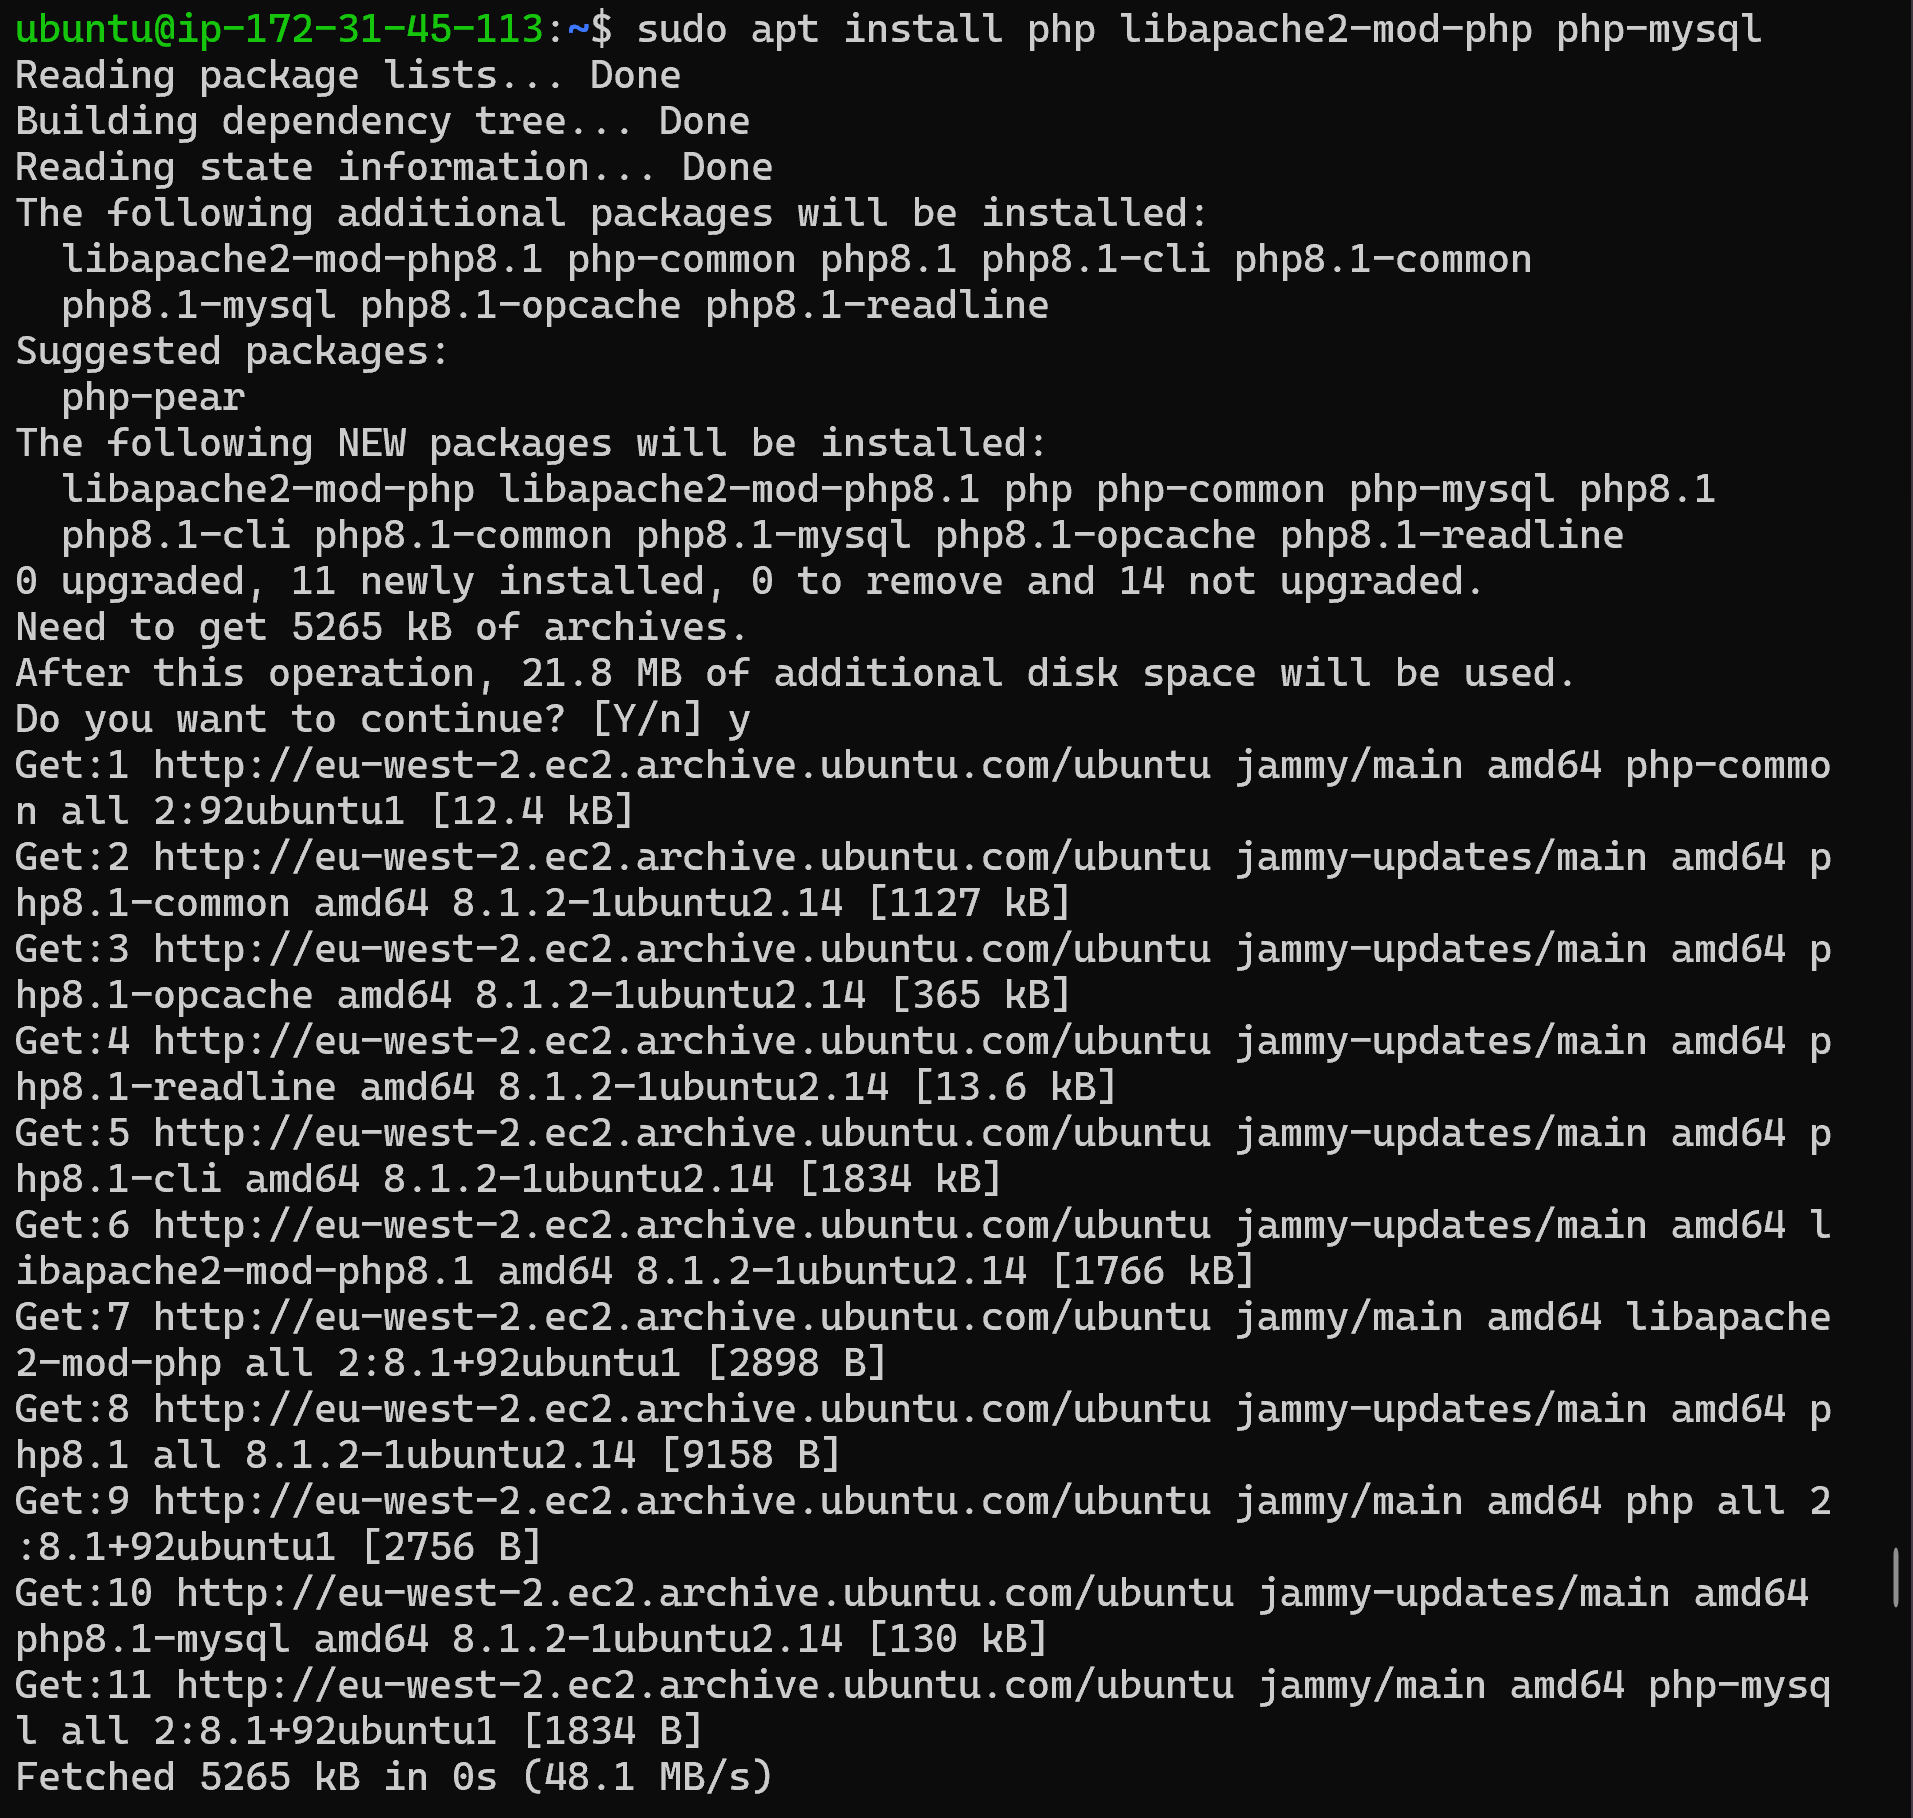 ubuntu@ip-172-31-45-113:~$ sudo apt install php libapache2-mod-php php-mysql
Reading package lists... Done
Building dependency tree... Done
Reading state information... Done
The following additional packages will be installed:
  libapache2-mod-php8.1 php-common php8.1 php8.1-cli php8.1-common
  php8.1-mysql php8.1-opcache php8.1-readline
Suggested packages:
  php-pear
The following NEW packages will be installed:
  libapache2-mod-php libapache2-mod-php8.1 php php-common php-mysql php8.1
  php8.1-cli php8.1-common php8.1-mysql php8.1-opcache php8.1-readline
0 upgraded, 11 newly installed, 0 to remove and 14 not upgraded.
Need to get 5265 kB of archives.
After this operation, 21.8 MB of additional disk space will be used.
Do you want to continue? [Y/n] y
Get:1 http://eu-west-2.ec2.archive.ubuntu.com/ubuntu jammy/main amd64 php-commo
n all 2:92ubuntu1 [12.4 kB]
Get:2 http://eu-west-2.ec2.archive.ubuntu.com/ubuntu jammy-updates/main amd64 p
hp8.1-common amd64 8.1.2-1ubuntu2.14 [1127 kB]
Get:3 http://eu-west-2.ec2.archive.ubuntu.com/ubuntu jammy-updates/main amd64 p
hp8.1-opcache amd64 8.1.2-1ubuntu2.14 [365 kB]
Get:4 http://eu-west-2.ec2.archive.ubuntu.com/ubuntu jammy-updates/main amd64 p
hp8.1-readline amd64 8.1.2-1ubuntu2.14 [13.6 kB]
Get:5 http://eu-west-2.ec2.archive.ubuntu.com/ubuntu jammy-updates/main amd64 p
hp8.1-cli amd64 8.1.2-1ubuntu2.14 [1834 kB]
Get:6 http://eu-west-2.ec2.archive.ubuntu.com/ubuntu jammy-updates/main amd64 l
ibapache2-mod-php8.1 amd64 8.1.2-1ubuntu2.14 [1766 kB]
Get:7 http://eu-west-2.ec2.archive.ubuntu.com/ubuntu jammy/main amd64 libapache
2-mod-php all 2:8.1+92ubuntu1 [2898 B]
Get:8 http://eu-west-2.ec2.archive.ubuntu.com/ubuntu jammy-updates/main amd64 p
hp8.1 all 8.1.2-1ubuntu2.14 [9158 B]
Get:9 http://eu-west-2.ec2.archive.ubuntu.com/ubuntu jammy/main amd64 php all 2
:8.1+92ubuntu1 [2756 B]
Get:10 http://eu-west-2.ec2.archive.ubuntu.com/ubuntu jammy-updates/main amd64
php8.1-mysql amd64 8.1.2-1ubuntu2.14 [130 kB]
Get:11 http://eu-west-2.ec2.archive.ubuntu.com/ubuntu jammy/main amd64 php-mysq
l all 2:8.1+92ubuntu1 [1834 B]
Fetched 5265 kB in 0s (48.1 MB/s)